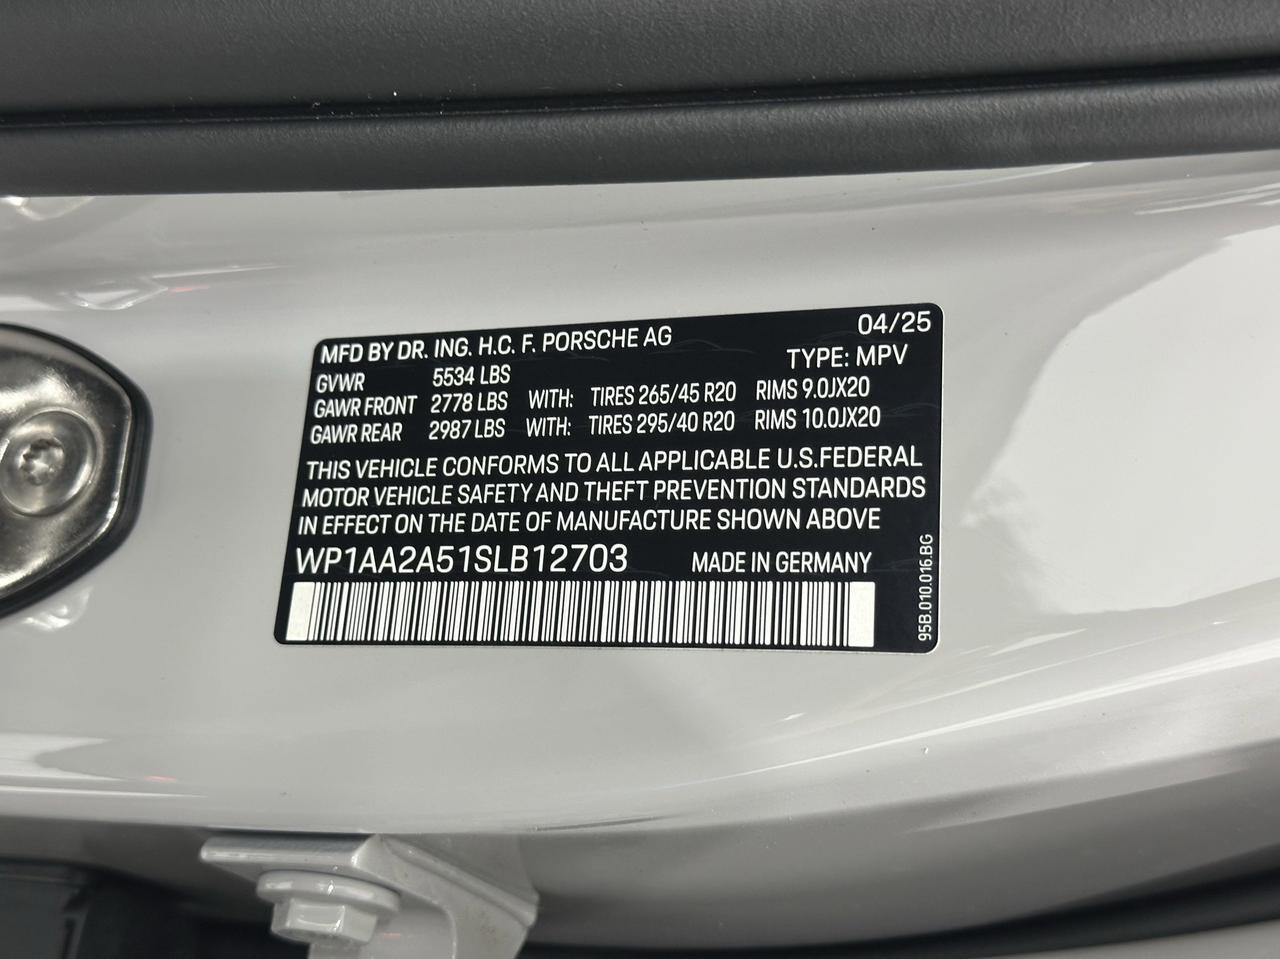 MFD BY DR. ING. H.C. F. PORSCHE AG 04/25
TYPE: MPV
GVWR 5534 LBS
GAWR FRONT 2778 LBS WITH: TIRES 265/45 R20 RIMS 9.0JX20
GAWR REAR 2987 LBS WITH: TIRES 295/40 R20 RIMS 10.0JX20
THIS VEHICLE CONFORMS TO ALL APPLICABLE U.S.FEDERAL
MOTOR VEHICLE SAFETY AND THEFT PREVENTION STANDARDS
IN EFFECT ON THE DATE OF MANUFACTURE SHOWN ABOVE
WP1AA2A51SLB12703 MADE IN GERMANY
95B.010.016.BG